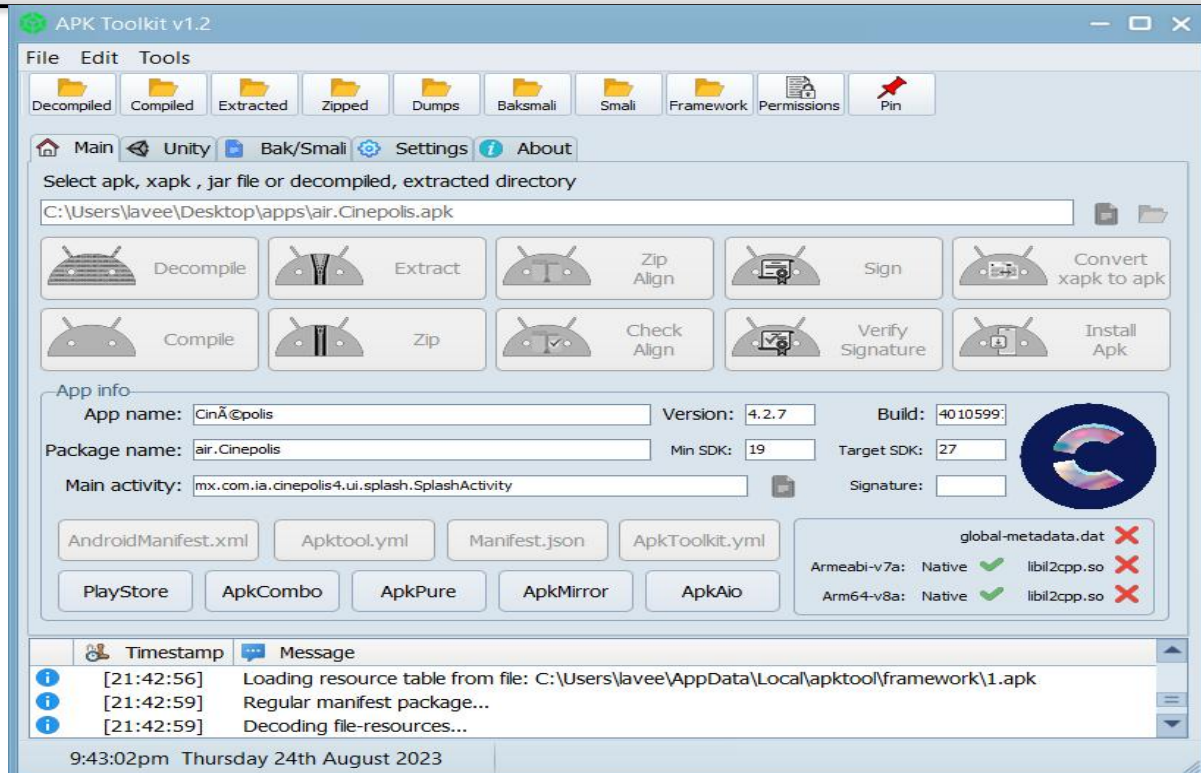 APK Toolkit v1.2
File Edit Tools
Decompiled Compiled Extracted Zipped Dumps Baksmali Smali Framework Permissions Pin
Main Unity Bak/Smali Settings About
Select apk, xapk , jar file or decompiled, extracted directory
C:\Users\lavee\Desktop\apps\air.Cinepolis.apk
Decompile Extract Zip Align Sign Convert xapk to apk
Compile Zip Check Align Verify Signature Install Apk
App info
App name: CinÃ©polis Version: 4.2.7 Build: 4010599
Package name: air.Cinepolis Min SDK: 19 Target SDK: 27
Main activity: mx.com.ia.cinepolis4.ui.splash.SplashActivity Signature:
AndroidManifest.xml Apktool.yml Manifest.json ApkToolkit.yml
global-metadata.dat
Armeabi-v7a: Native libil2cpp.so
PlayStore ApkCombo ApkPure ApkMirror ApkAio
Arm64-v8a: Native libil2cpp.so
Timestamp Message
[21:42:56] Loading resource table from file: C:\Users\lavee\AppData\Local\apktool\framework\1.apk
[21:42:59] Regular manifest package...
[21:42:59] Decoding file-resources...
9:43:02pm Thursday 24th August 2023